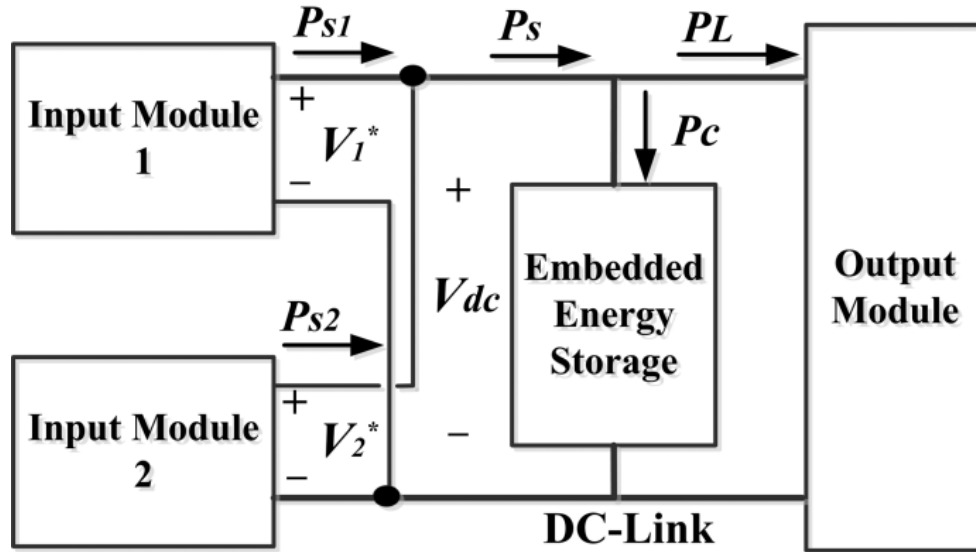 Ps1
Ps
PL
Input Module
1
+
V1*
−
Pc
+
Vdc
−
Embedded
Energy
Storage
Output
Module
Ps2
Input Module
2
+
V2*
−
DC-Link